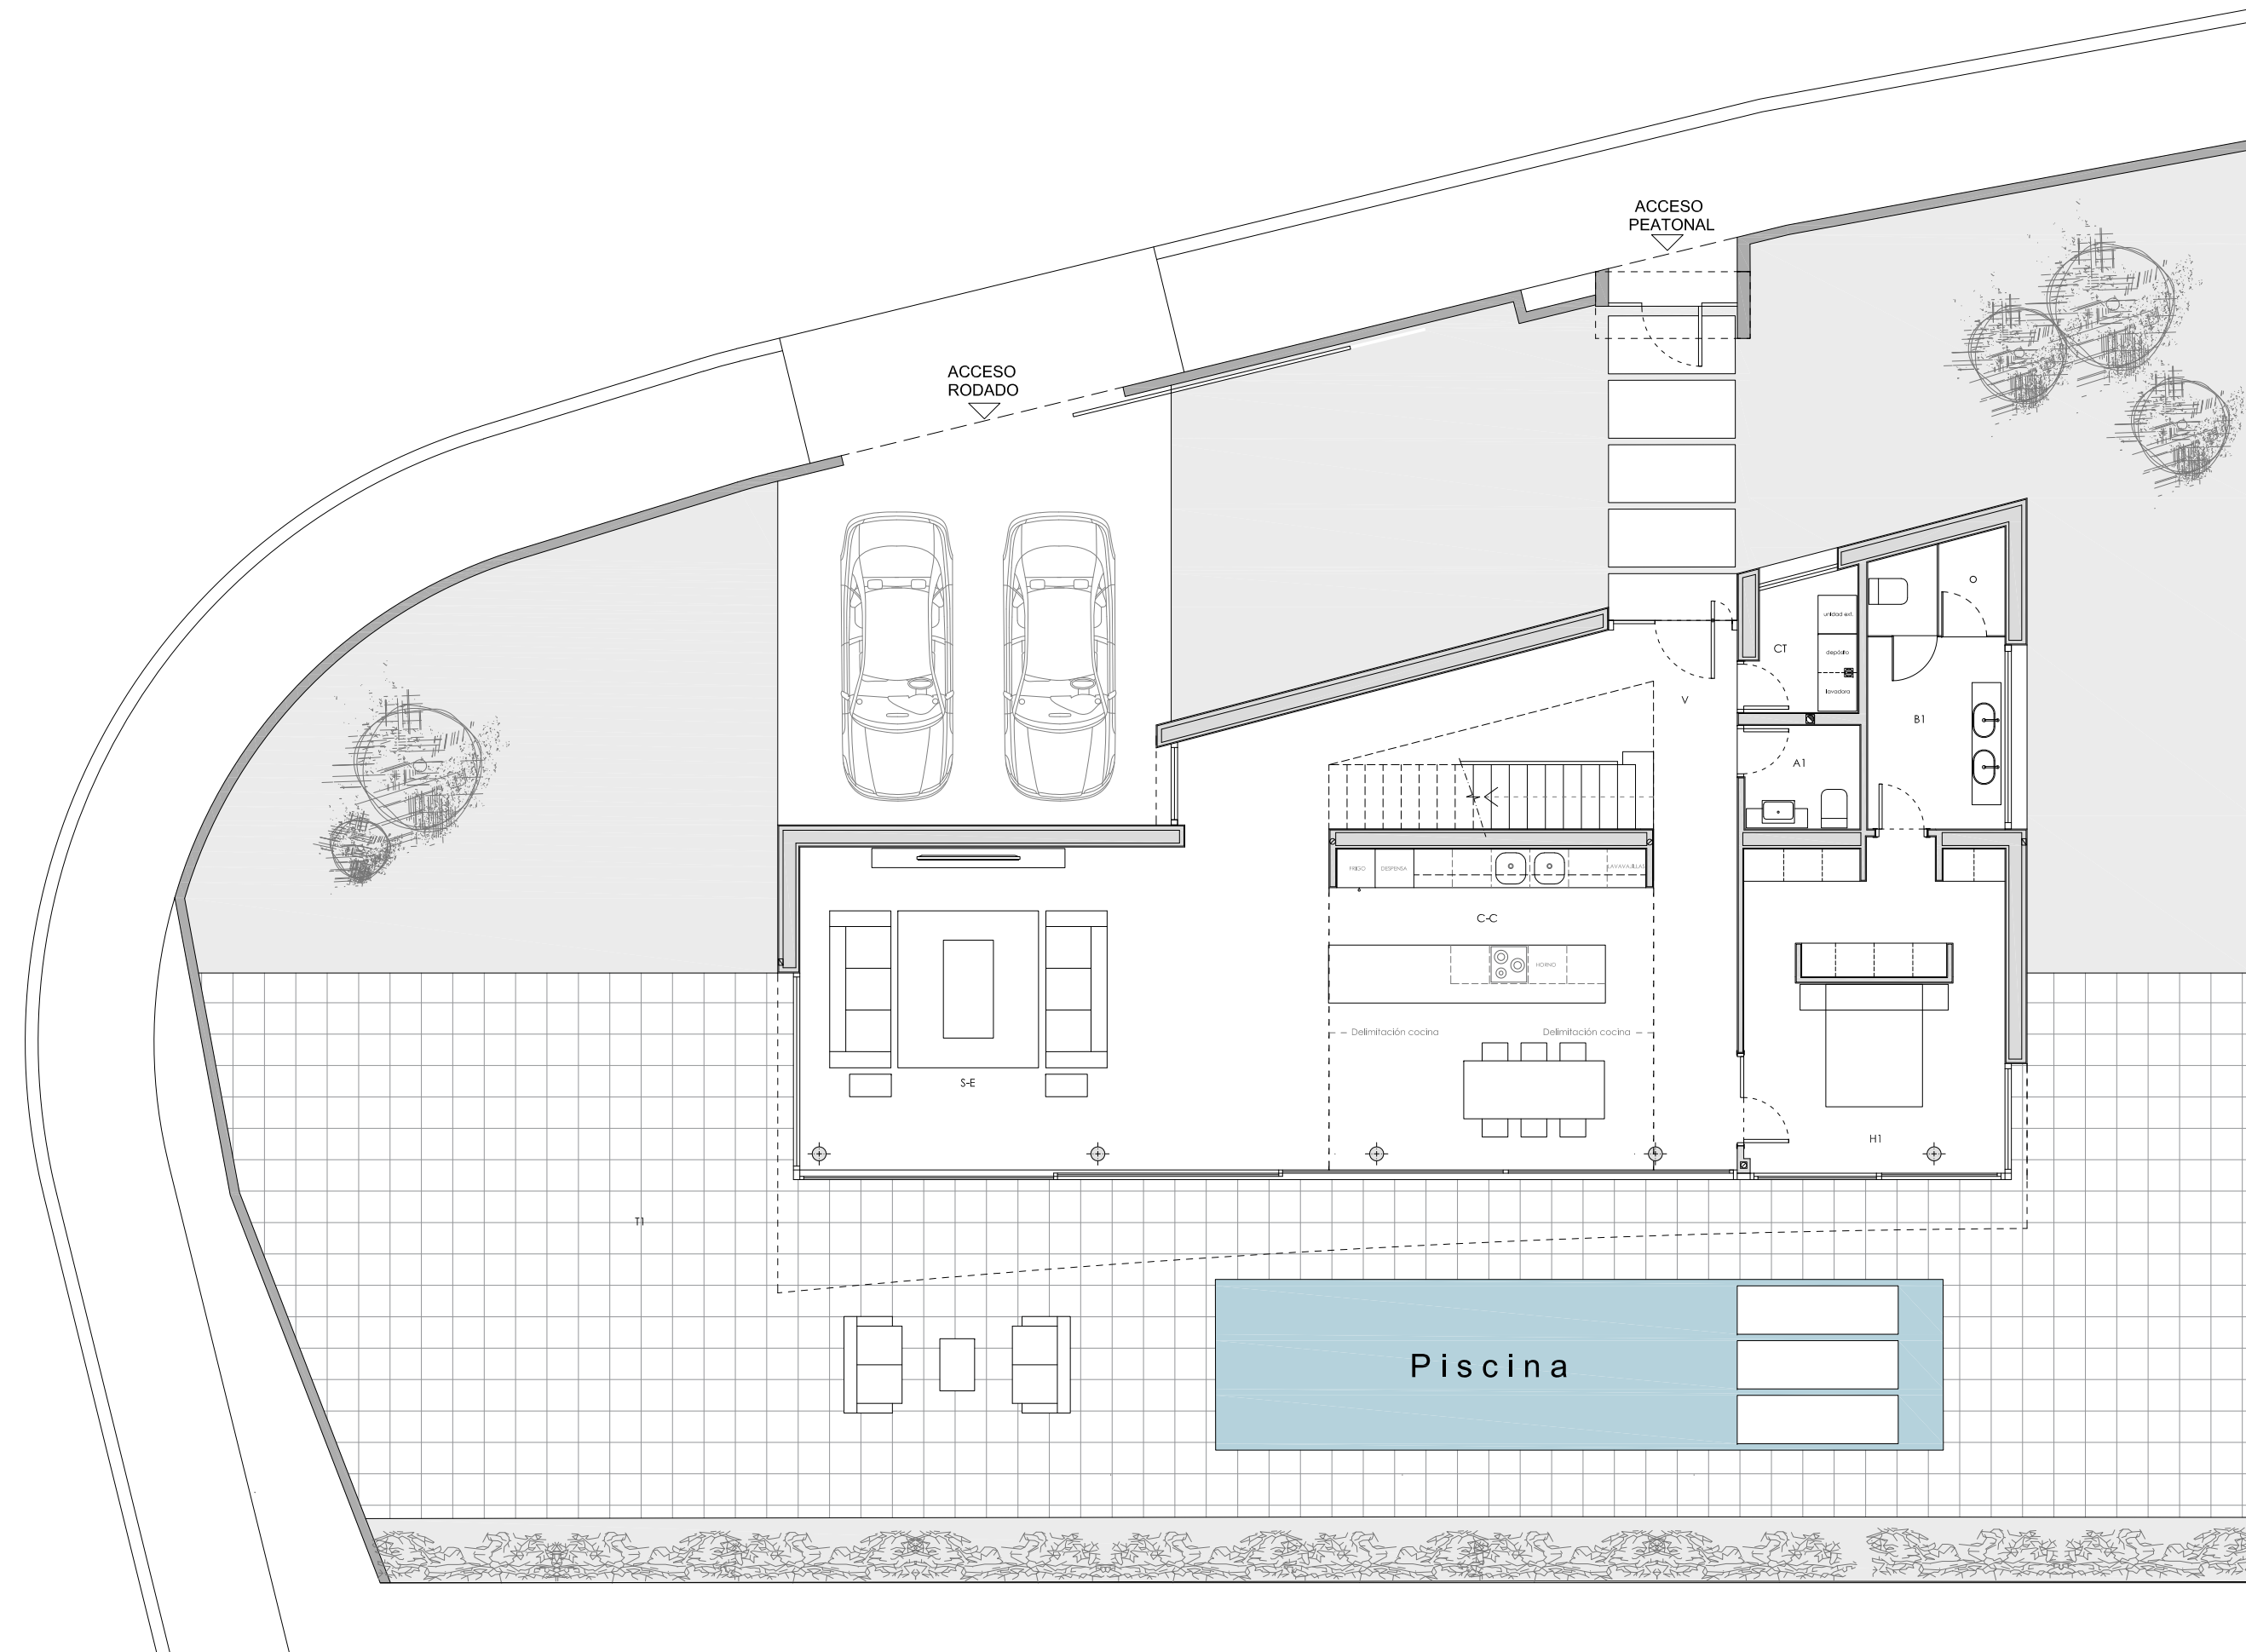 ACCESO
PEATONAL
ACCESO
RODADO
unidad ext.
CT
depósito
lavadora
V
B1
A1
FRIGO
DESPENSA
LAVAVAJILLAS
C-C
HORNO
Delimitación cocina
Delimitación cocina
S-E
H1
T1
Piscina